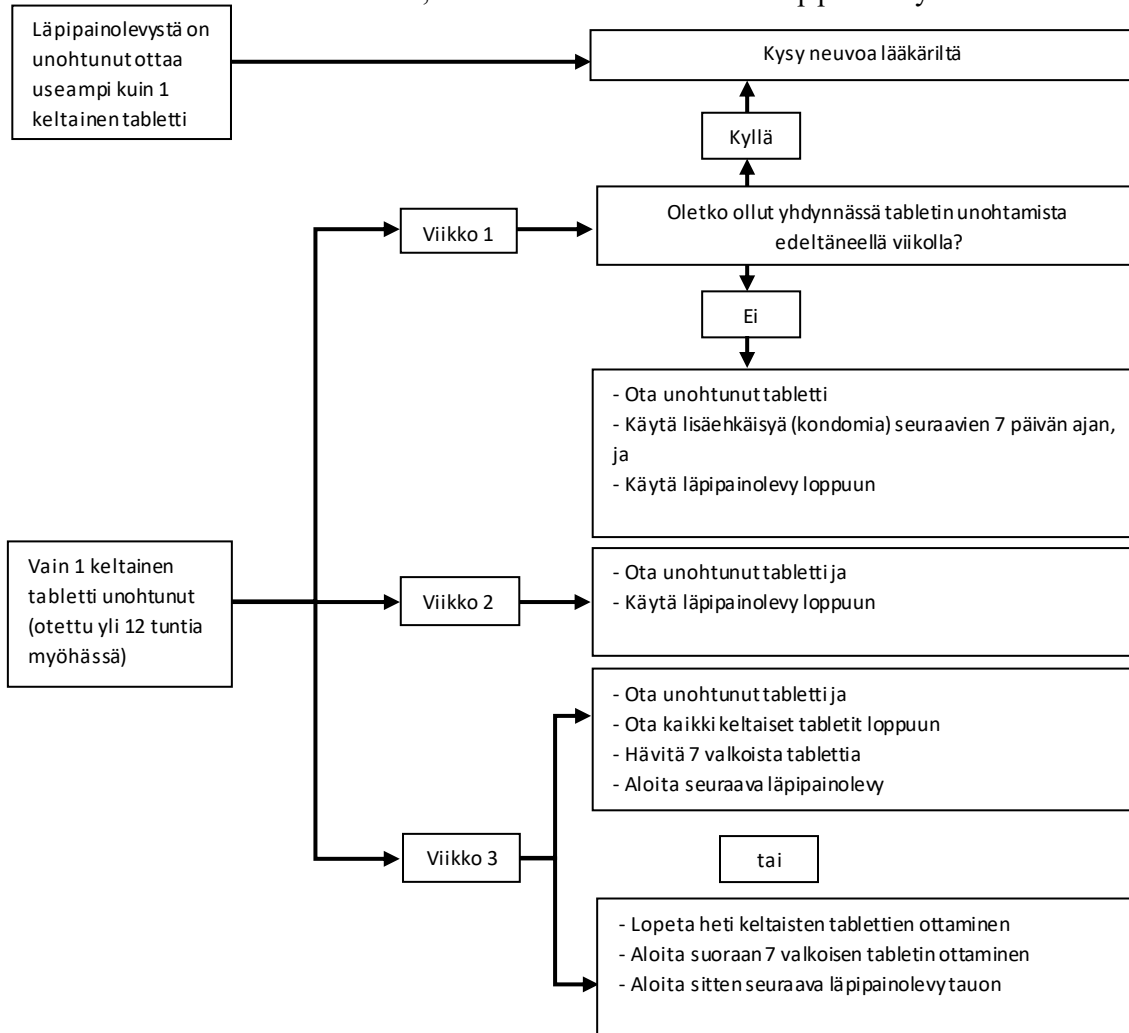 Läpipainolevystä on
unohtunut ottaa
useampi kuin 1
keltainen tabletti
Kysy neuvoa lääkäriltä
Kyllä
Viikko 1
Oletko ollut yhdynnässä tabletin unohtamista
edeltäneellä viikolla?
Ei
- Ota unohtunut tabletti
- Käytä lisäehkäisyä (kondomia) seuraavien 7 päivän ajan,
ja
- Käytä läpipainolevy loppuun
Vain 1 keltainen
tabletti unohtunut
(otettu yli 12 tuntia
myöhässä)
Viikko 2
- Ota unohtunut tabletti ja
- Käytä läpipainolevy loppuun
- Ota unohtunut tabletti ja
- Ota kaikki keltaiset tabletit loppuun
- Hävitä 7 valkoista tablettia
- Aloita seuraava läpipainolevy
Viikko 3
tai
- Lopeta heti keltaisten tablettien ottaminen
- Aloita suoraan 7 valkoisen tabletin ottaminen
- Aloita sitten seuraava läpipainolevy tauon